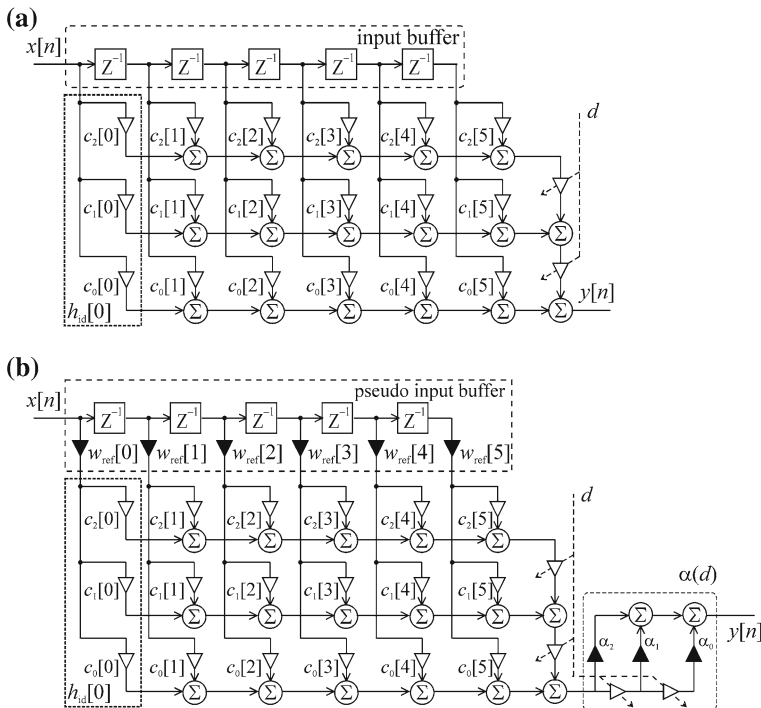 (a)
input buffer
x[n]
Z⁻¹ Z⁻¹ Z⁻¹ Z⁻¹ Z⁻¹
d
c₂[0] c₂[1] c₂[2] c₂[3] c₂[4] c₂[5]
Σ Σ Σ Σ Σ
c₁[0] c₁[1] c₁[2] c₁[3] c₁[4] c₁[5]
Σ Σ Σ Σ Σ Σ
c₀[0] c₀[1] c₀[2] c₀[3] c₀[4] c₀[5]
y[n]
h_id[0]
Σ Σ Σ Σ Σ Σ
(b)
pseudo input buffer
x[n]
Z⁻¹ Z⁻¹ Z⁻¹ Z⁻¹ Z⁻¹
w_ref[0] w_ref[1] w_ref[2] w_ref[3] w_ref[4] w_ref[5]
d
c₂[0] c₂[1] c₂[2] c₂[3] c₂[4] c₂[5]
Σ Σ Σ Σ Σ
α(d)
c₁[0] c₁[1] c₁[2] c₁[3] c₁[4] c₁[5]
Σ Σ Σ Σ Σ Σ Σ Σ
y[n]
α₂ α₁ α₀
c₀[0] c₀[1] c₀[2] c₀[3] c₀[4] c₀[5]
h_id[0]
Σ Σ Σ Σ Σ Σ